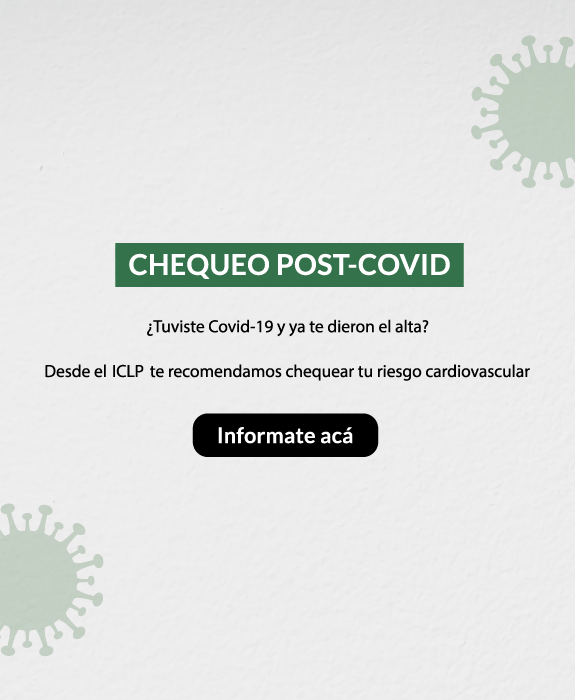 CHEQUEO POST-COVID
¿Tuviste Covid-19 y ya te dieron el alta?
Desde el ICLP te recomendamos chequear tu riesgo cardiovascular
Informate acá